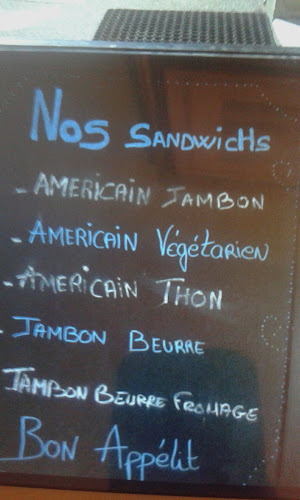 Nos SANDWICHS
- AMERICAIN JAMBON
- AMERICAIN Végétarien
- AMERICAIN THON
- JAMBON BEURRE
JAMBON BEURRE FROMAGE
BON Appétit